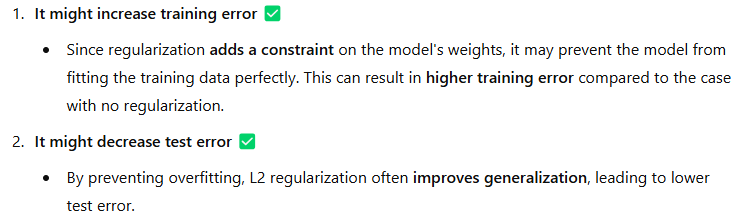 1. It might increase training error ✅
• Since regularization adds a constraint on the model's weights, it may prevent the model from
fitting the training data perfectly. This can result in higher training error compared to the case
with no regularization.
2. It might decrease test error ✅
• By preventing overfitting, L2 regularization often improves generalization, leading to lower
test error.